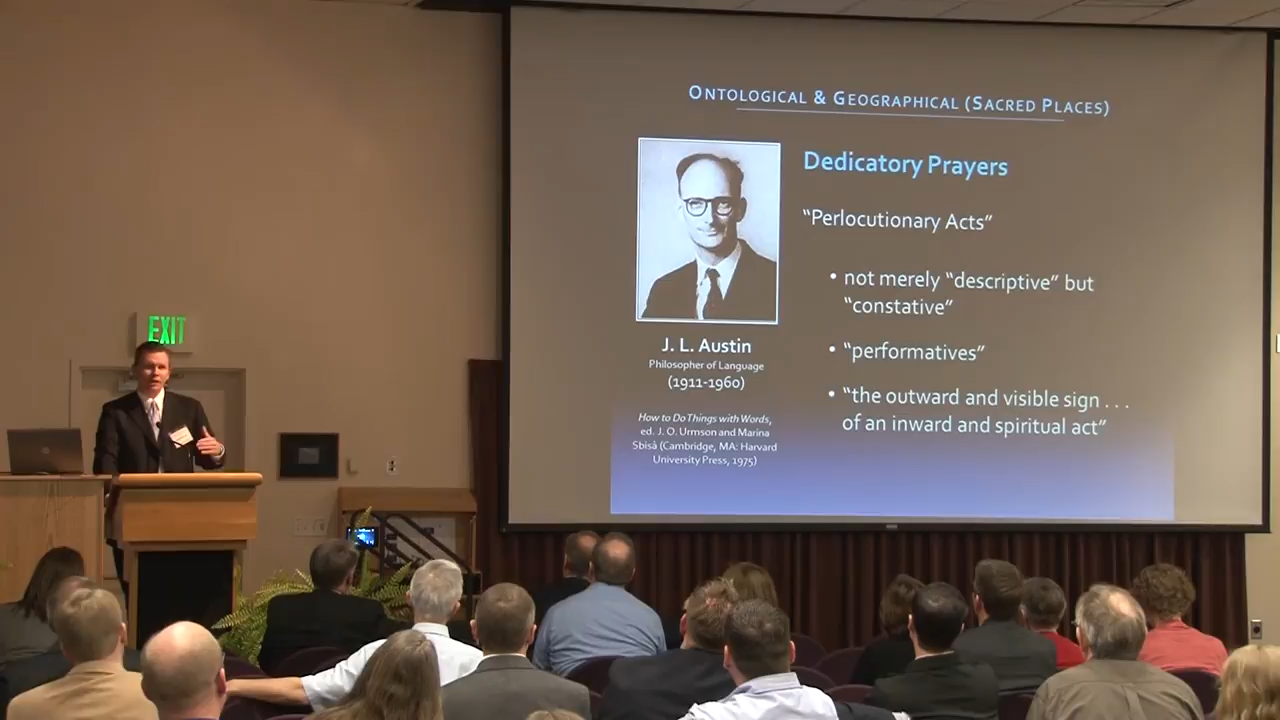 ONTOLOGICAL & GEOGRAPHICAL (SACRED PLACES)
Dedicatory Prayers
“Perlocutionary Acts”
• not merely “descriptive” but
“constative”
• “performatives”
• “the outward and visible sign . . .
of an inward and spiritual act”
J. L. Austin
Philosopher of Language
(1911-1960)
How to Do Things with Words,
ed. J. O. Urmson and Marina
Sbisà (Cambridge, MA: Harvard
University Press, 1975)
EXIT